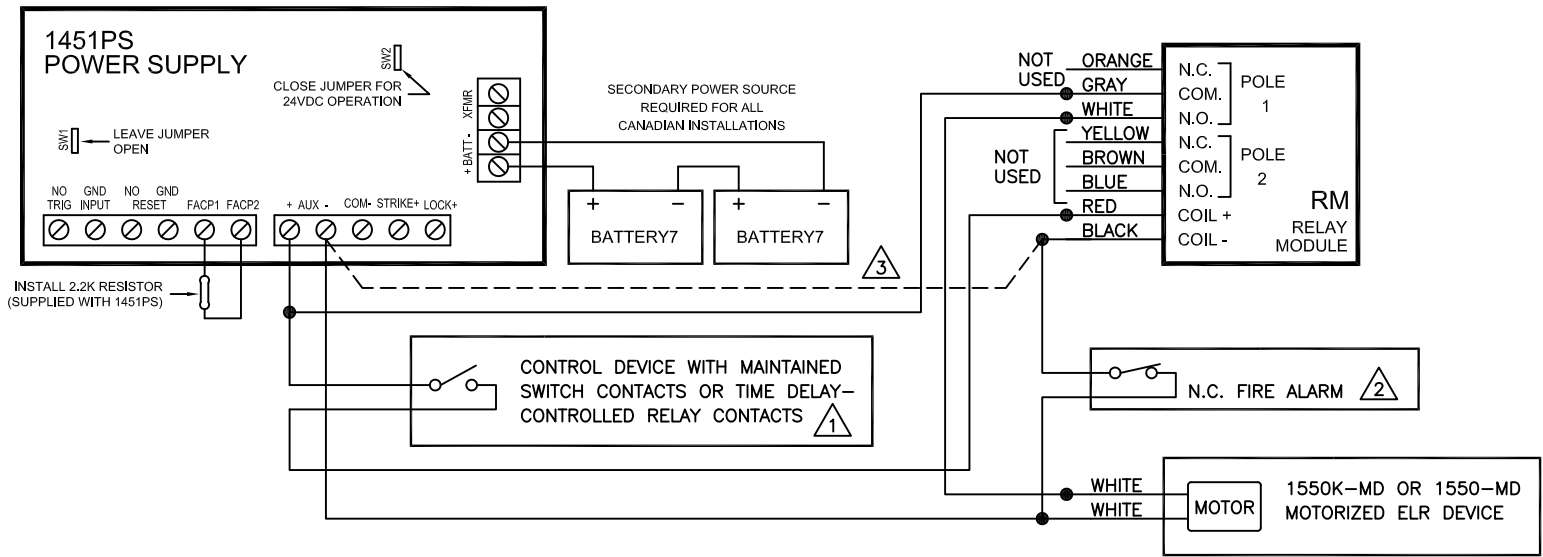 1451PS
POWER SUPPLY
SW2
CLOSE JUMPER FOR
24VDC OPERATION
SW1
LEAVE JUMPER
OPEN
XFMR
+ BATT -
NO GND NO GND
TRIG INPUT RESET FACP1 FACP2
+ AUX - COM- STRIKE+ LOCK+
INSTALL 2.2K RESISTOR
(SUPPLIED WITH 1451PS)
SECONDARY POWER SOURCE
REQUIRED FOR ALL
CANADIAN INSTALLATIONS
+ -
BATTERY7
+ -
BATTERY7
3
NOT
USED
ORANGE
GRAY
WHITE
YELLOW
BROWN
BLUE
RED
BLACK
NOT
USED
N.C.
COM.
N.O.
POLE
1
N.C.
COM.
N.O.
POLE
2
COIL +
COIL -
RM
RELAY
MODULE
CONTROL DEVICE WITH MAINTAINED
SWITCH CONTACTS OR TIME DELAY-
CONTROLLED RELAY CONTACTS 1
N.C. FIRE ALARM 2
WHITE
WHITE
MOTOR
1550K-MD OR 1550-MD
MOTORIZED ELR DEVICE